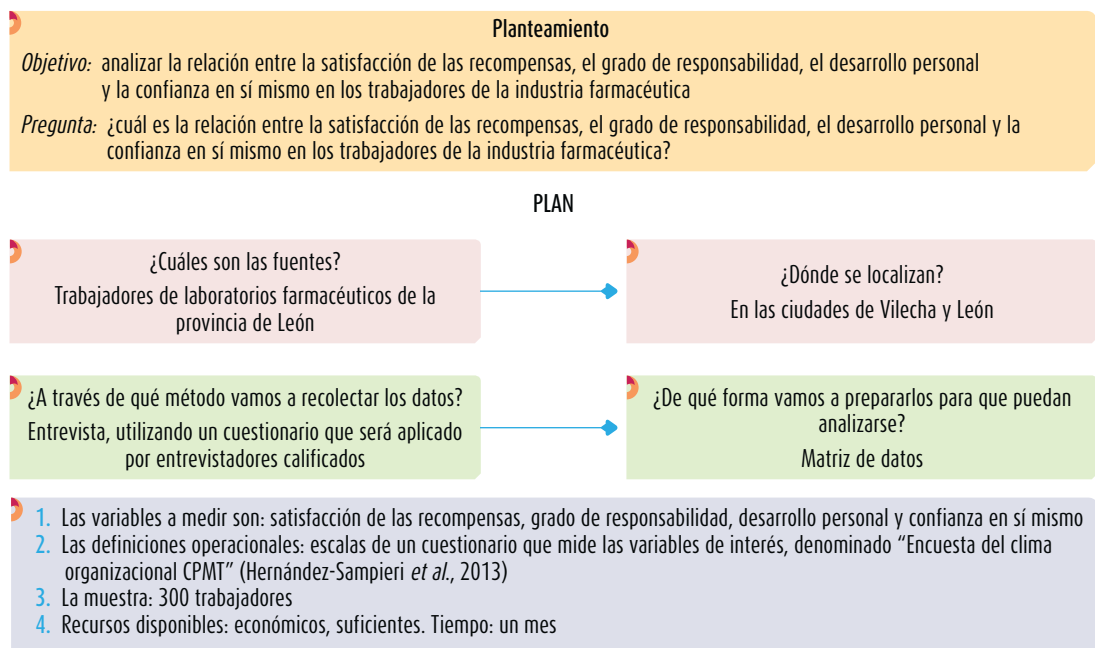 Planteamiento
Objetivo: analizar la relación entre la satisfacción de las recompensas, el grado de responsabilidad, el desarrollo personal
y la confianza en sí mismo en los trabajadores de la industria farmacéutica
Pregunta: ¿cuál es la relación entre la satisfacción de las recompensas, el grado de responsabilidad, el desarrollo personal y la
confianza en sí mismo en los trabajadores de la industria farmacéutica?
PLAN
¿Cuáles son las fuentes?
Trabajadores de laboratorios farmacéuticos de la
provincia de León
¿Dónde se localizan?
En las ciudades de Vilecha y León
¿A través de qué método vamos a recolectar los datos?
Entrevista, utilizando un cuestionario que será aplicado
por entrevistadores calificados
¿De qué forma vamos a prepararlos para que puedan
analizarse?
Matriz de datos
1. Las variables a medir son: satisfacción de las recompensas, grado de responsabilidad, desarrollo personal y confianza en sí mismo
2. Las definiciones operacionales: escalas de un cuestionario que mide las variables de interés, denominado “Encuesta del clima
organizacional CPMT” (Hernández-Sampieri et al., 2013)
3. La muestra: 300 trabajadores
4. Recursos disponibles: económicos, suficientes. Tiempo: un mes